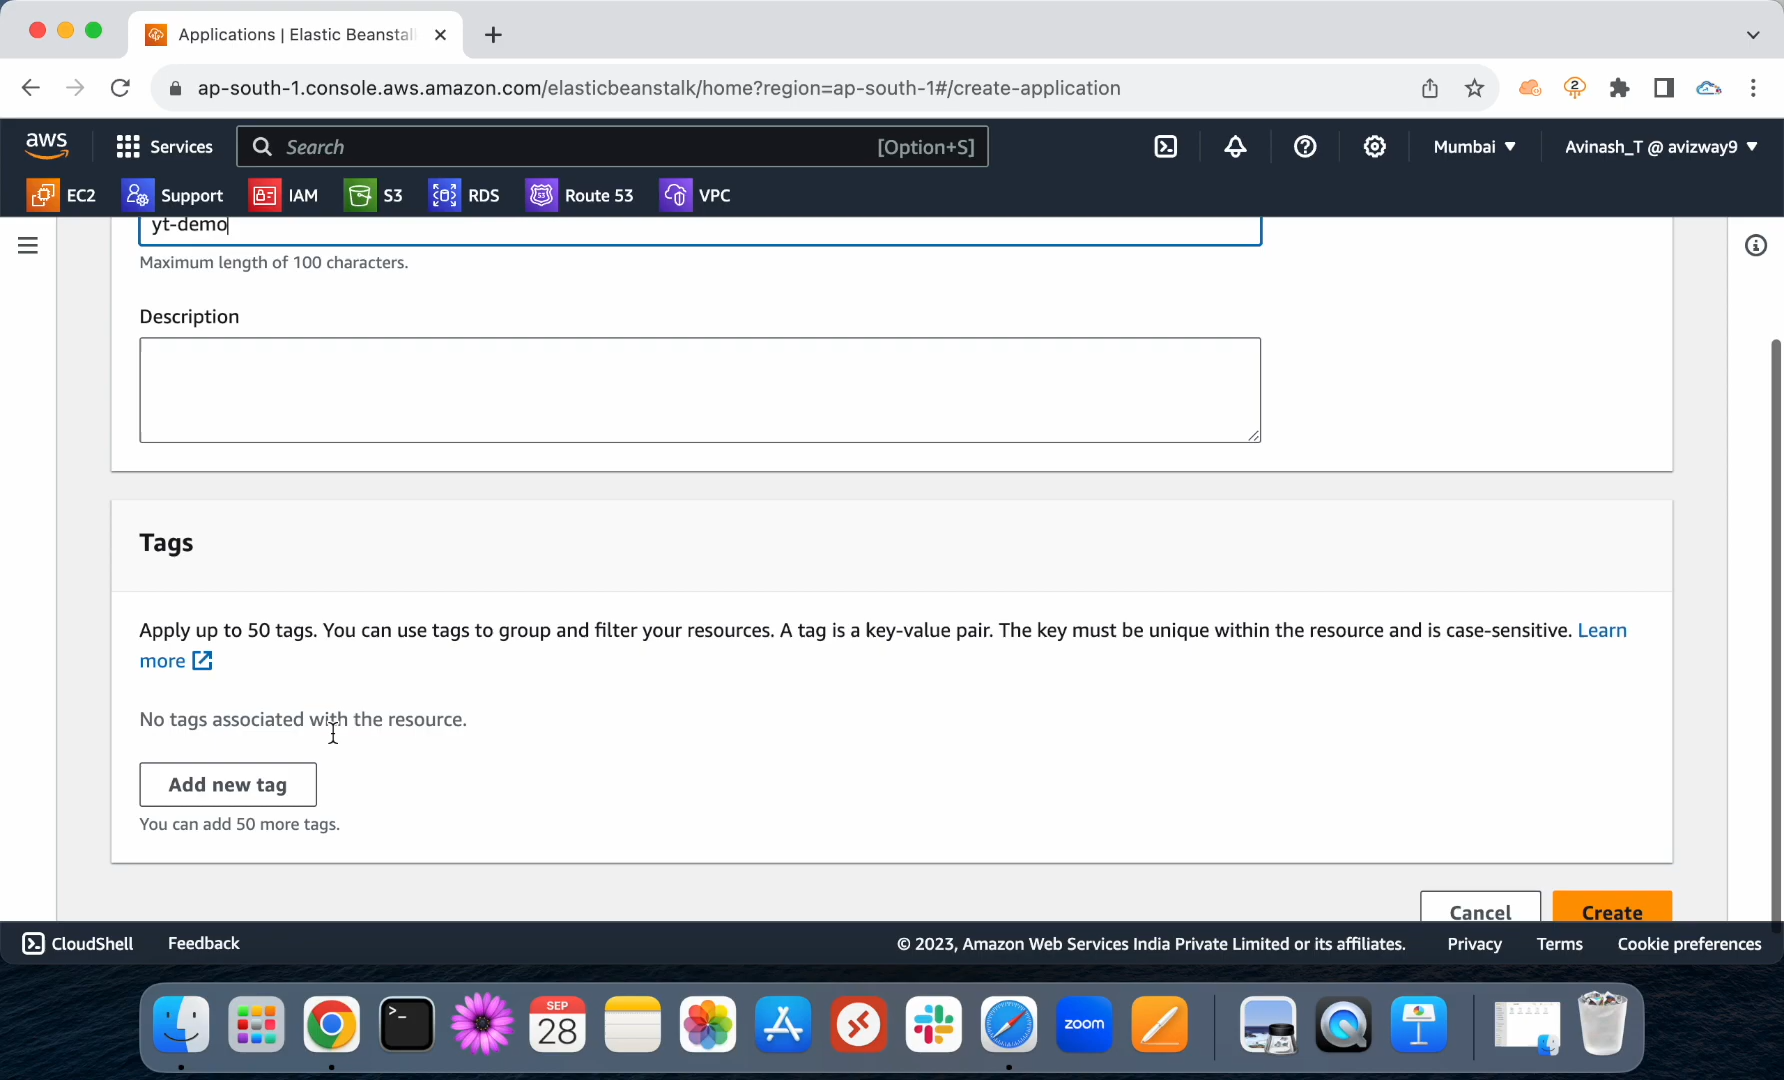 Applications | Elastic Beanstal
ap-south-1.console.aws.amazon.com/elasticbeanstalk/home?region=ap-south-1#/create-application
2
aws
Services
Search
[Option+S]
Mumbai
Avinash_T @ avizway9
EC2
Support
IAM
S3
RDS
53
Route 53
VPC
yt-demo
Maximum length of 100 characters.
Description
Tags
Apply up to 50 tags. You can use tags to group and filter your resources. A tag is a key-value pair. The key must be unique within the resource and is case-sensitive. Learn
more
No tags associated with the resource.
Add new tag
You can add 50 more tags.
Cancel
Create
CloudShell
Feedback
© 2023, Amazon Web Services India Private Limited or its affiliates.
Privacy
Terms
Cookie preferences
SEP
28
zoom